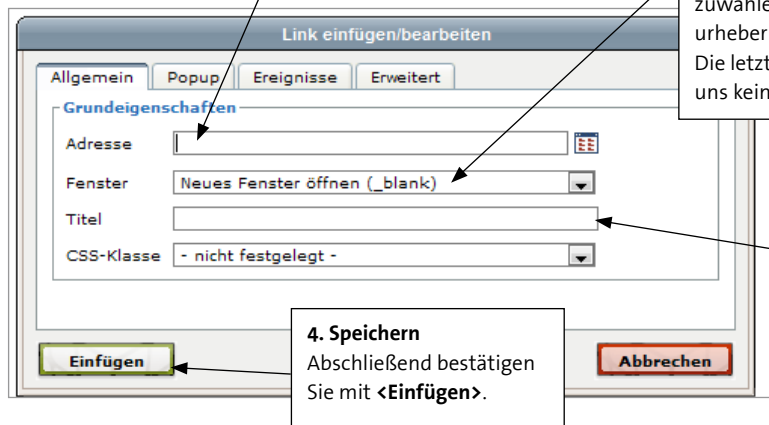 zuwähle
urheber
Die letzt
uns kein
Link einfügen/bearbeiten
Allgemein Popup Ereignisse Erweitert
Grundeigenschaften
Adresse
Fenster Neues Fenster öffnen (_blank)
Titel
CSS-Klasse - nicht festgelegt -
4. Speichern
Abschließend bestätigen
Sie mit <Einfügen>.
Einfügen
Abbrechen